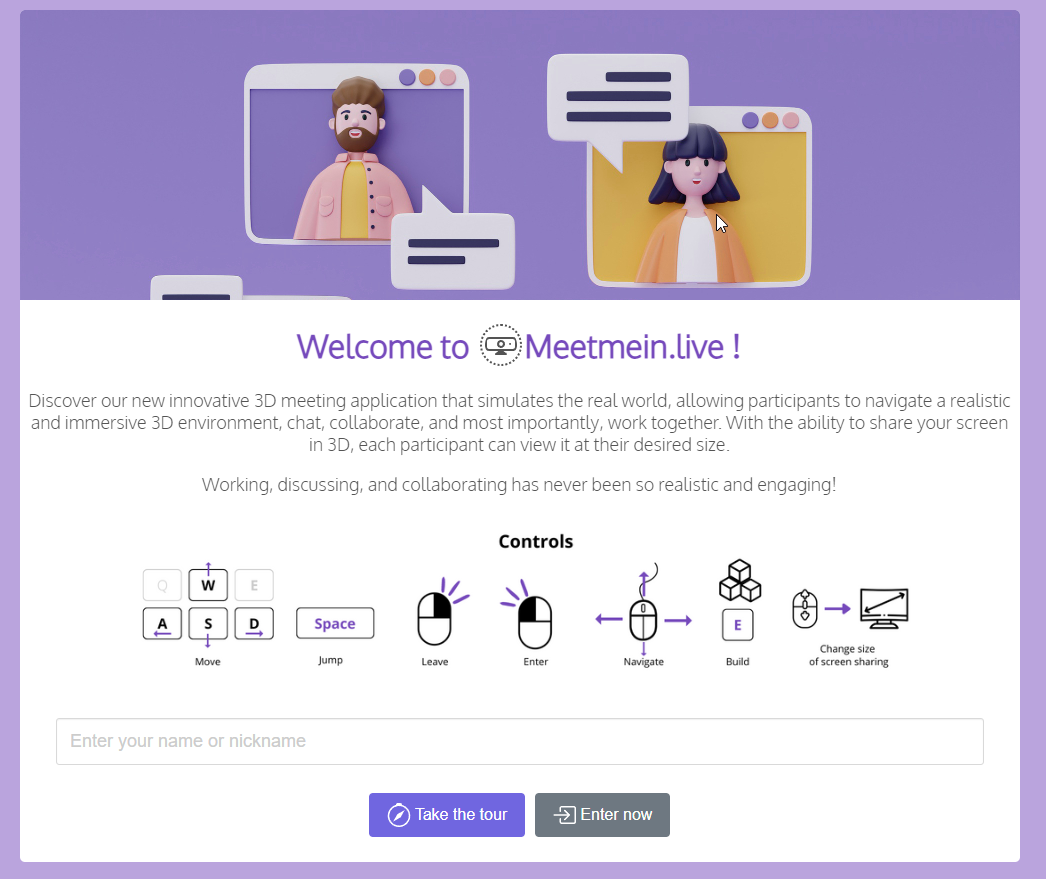 Welcome to Meetmein.live !
Discover our new innovative 3D meeting application that simulates the real world, allowing participants to navigate a realistic
and immersive 3D environment, chat, collaborate, and most importantly, work together. With the ability to share your screen
in 3D, each participant can view it at their desired size.
Working, discussing, and collaborating has never been so realistic and engaging!
Controls
Q W E
A S D
Move
Space
Jump
Leave
Enter
Navigate
E
Build
Change size
of screen sharing
Enter your name or nickname
Take the tour
Enter now